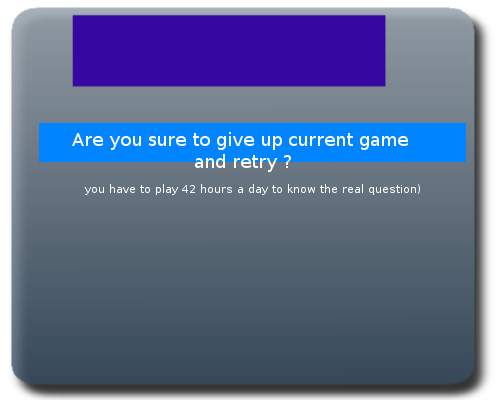 Are you sure to give up current game
and retry ?
you have to play 42 hours a day to know the real question)